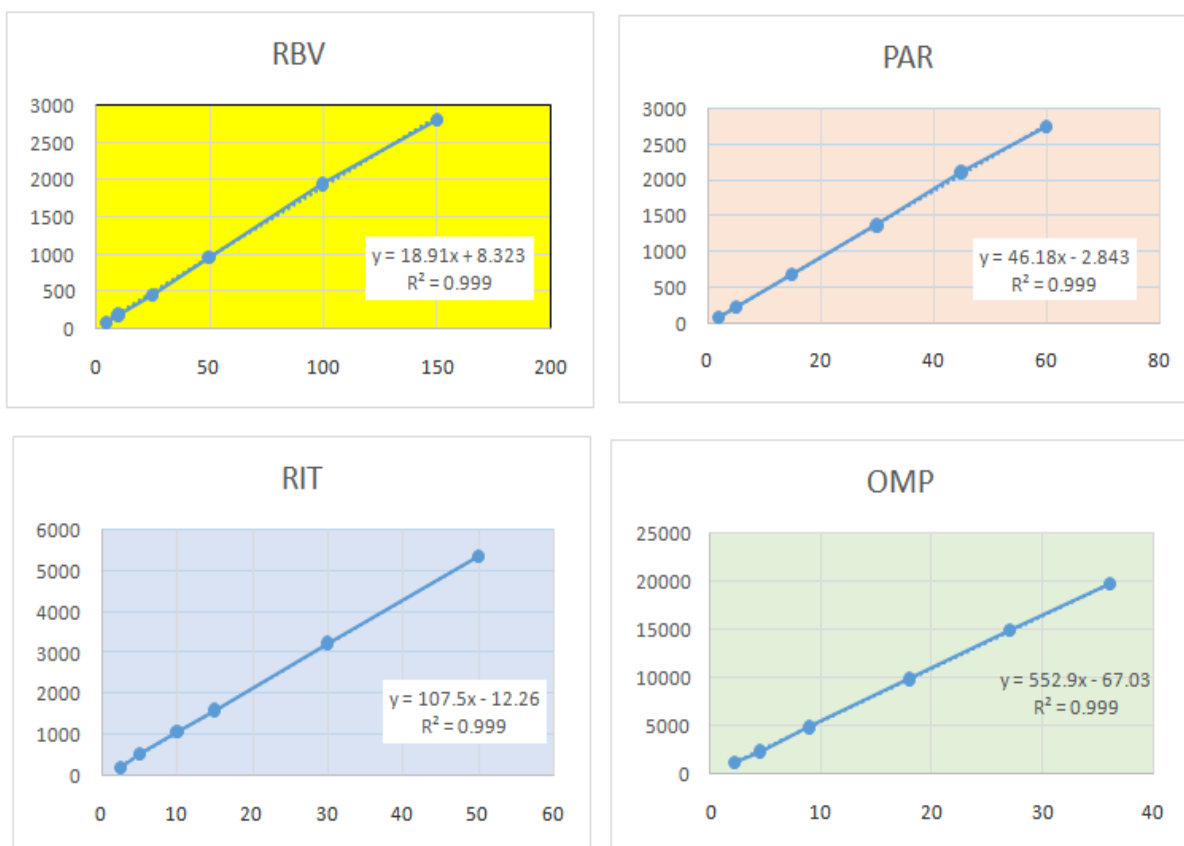 RBV
3000
2500
2000
1500
1000
500
0
y = 18.91x + 8.323
R² = 0.999
0 50 100 150 200
PAR
3000
2500
2000
1500
1000
500
0
y = 46.18x - 2.843
R² = 0.999
0 20 40 60 80
RIT
6000
5000
4000
3000
2000
1000
0
y = 107.5x - 12.26
R² = 0.999
0 10 20 30 40 50 60
OMP
25000
20000
15000
10000
5000
0
y = 552.9x - 67.03
R² = 0.999
0 10 20 30 40